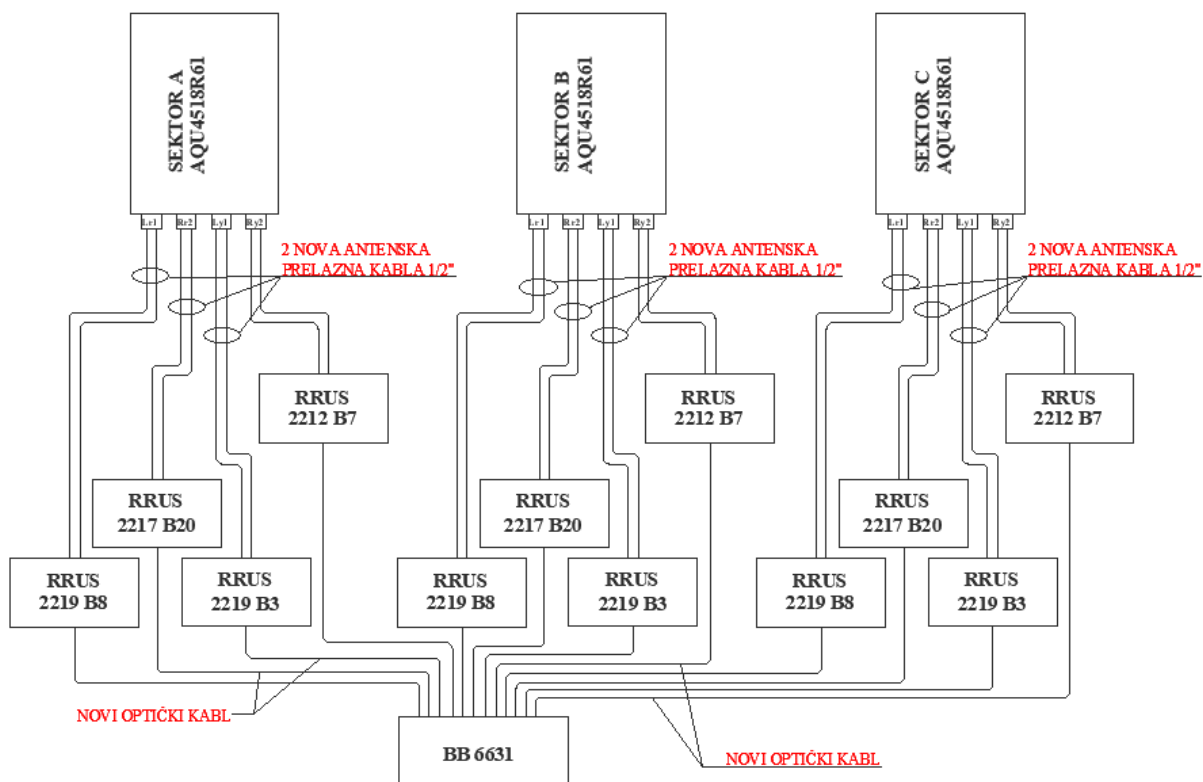 SEKTOR A
AQU4518R61
SEKTOR B
AQU4518R61
SEKTOR C
AQU4518R61
Lr1
Rr2
Ly1
Ry2
Lr1
Rr2
Ly1
Ry2
Lr1
Rr2
Ly1
Ry2
2 NOVA ANTENSKA
PRELAZNA KABLA 1/2"
2 NOVA ANTENSKA
PRELAZNA KABLA 1/2"
2 NOVA ANTENSKA
PRELAZNA KABLA 1/2"
RRUS
2212 B7
RRUS
2212 B7
RRUS
2212 B7
RRUS
2217 B20
RRUS
2217 B20
RRUS
2217 B20
RRUS
2219 B8
RRUS
2219 B3
RRUS
2219 B8
RRUS
2219 B3
RRUS
2219 B8
RRUS
2219 B3
NOVI OPTIČKI KABL
BB 6631
NOVI OPTIČKI KABL